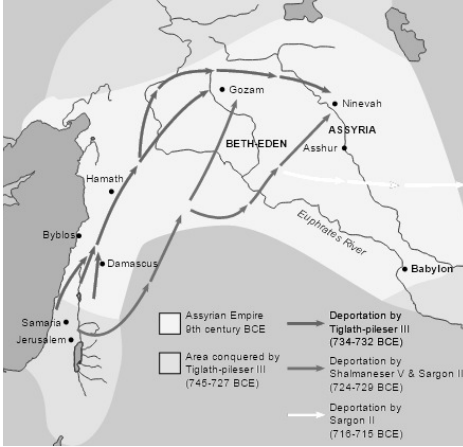 Gozam
Ninevah
ASSYRIA
BETH-EDEN
Asshur
Hamath
Byblos
Euphrates River
Damascus
Babylon
Samaria
Jerusalem
Assyrian Empire
9th century BCE
Area conquered by
Tiglath-pileser III
(745-727 BCE)
Deportation by
Tiglath-pileser III
(734-732 BCE)
Deportation by
Shalmaneser V & Sargon II
(724-729 BCE)
Deportation by
Sargon II
(716-715 BCE)